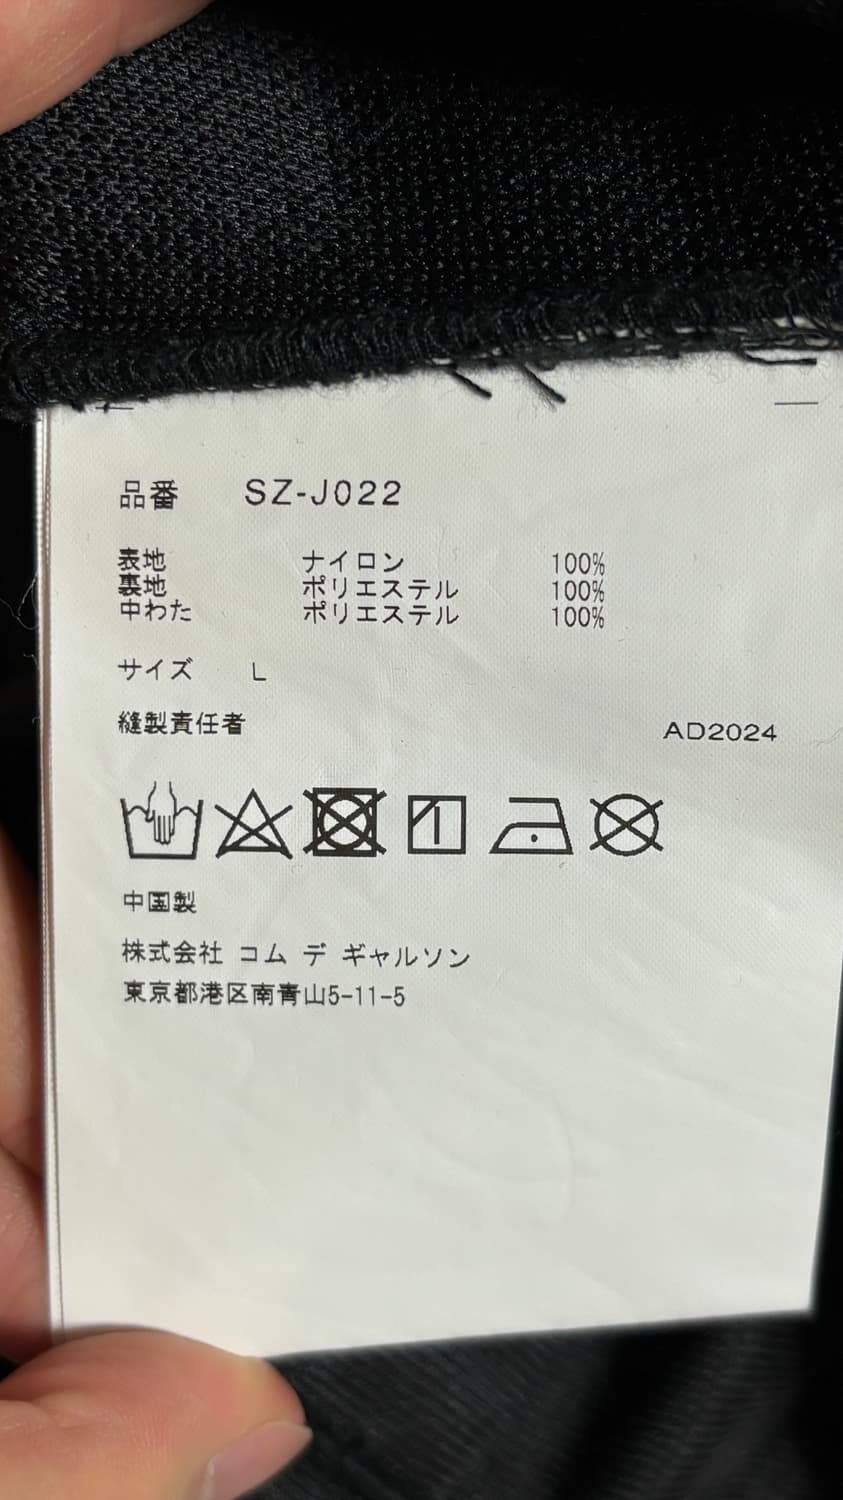 品番 SZ-J022
表地 ナイロン 100%
裏地 ポリエステル 100%
中わた ポリエステル 100%
サイズ L
縫製責任者 AD2024
中国製
株式会社 コム デ ギャルソン
東京都港区南青山5-11-5